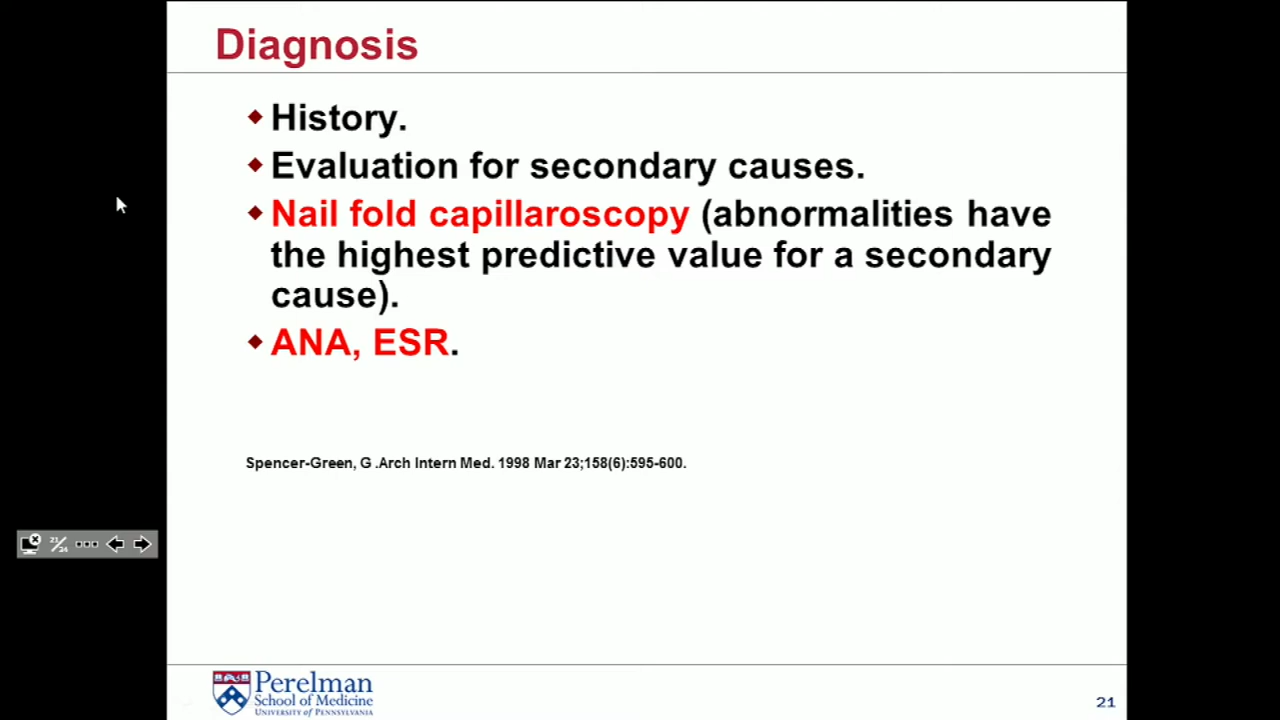 Diagnosis
History.
Evaluation for secondary causes.
Nail fold capillaroscopy (abnormalities have
the highest predictive value for a secondary
cause).
ANA, ESR.
Spencer-Green, G .Arch Intern Med. 1998 Mar 23;158(6):595-600.
21/24
Perelman
School of Medicine
University of Pennsylvania
21